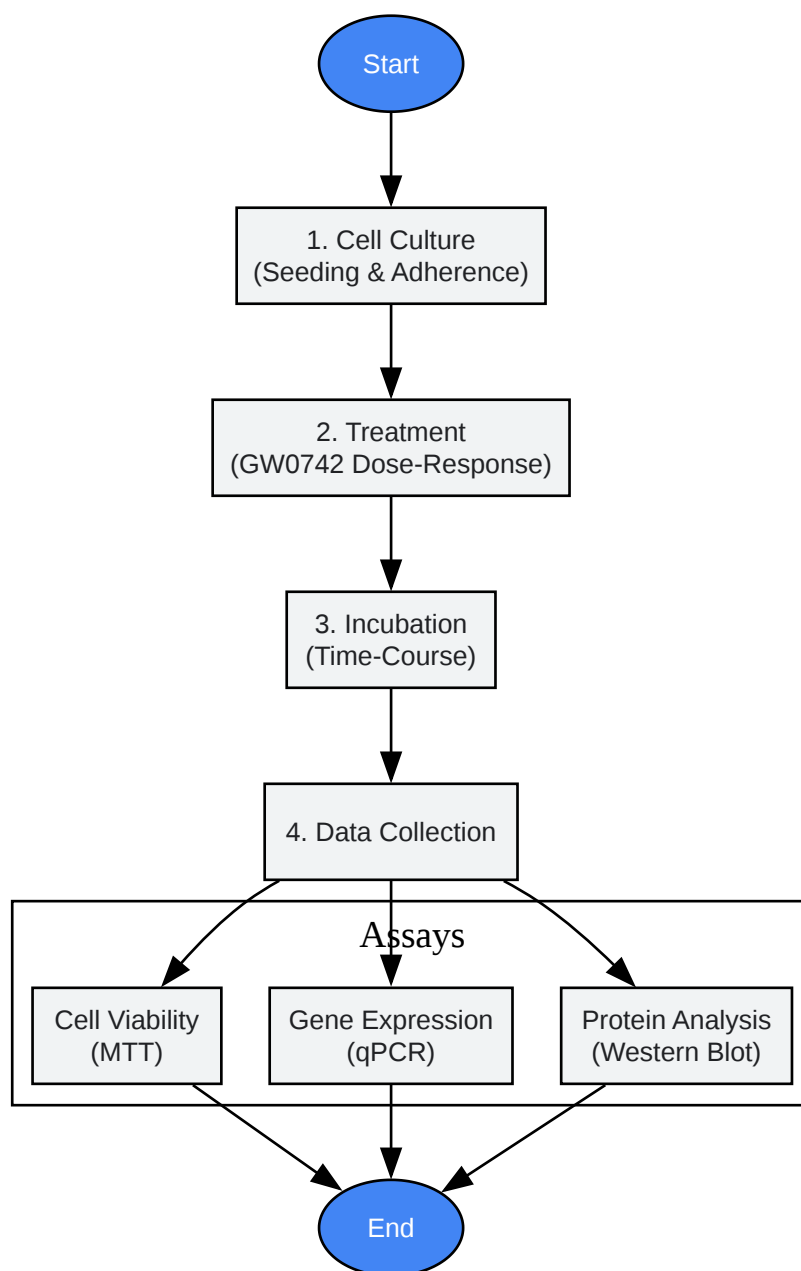 Start
1. Cell Culture
(Seeding & Adherence)
2. Treatment
(GW0742 Dose-Response)
3. Incubation
(Time-Course)
4. Data Collection
Assays
Cell Viability
(MTT)
Gene Expression
(qPCR)
Protein Analysis
(Western Blot)
End